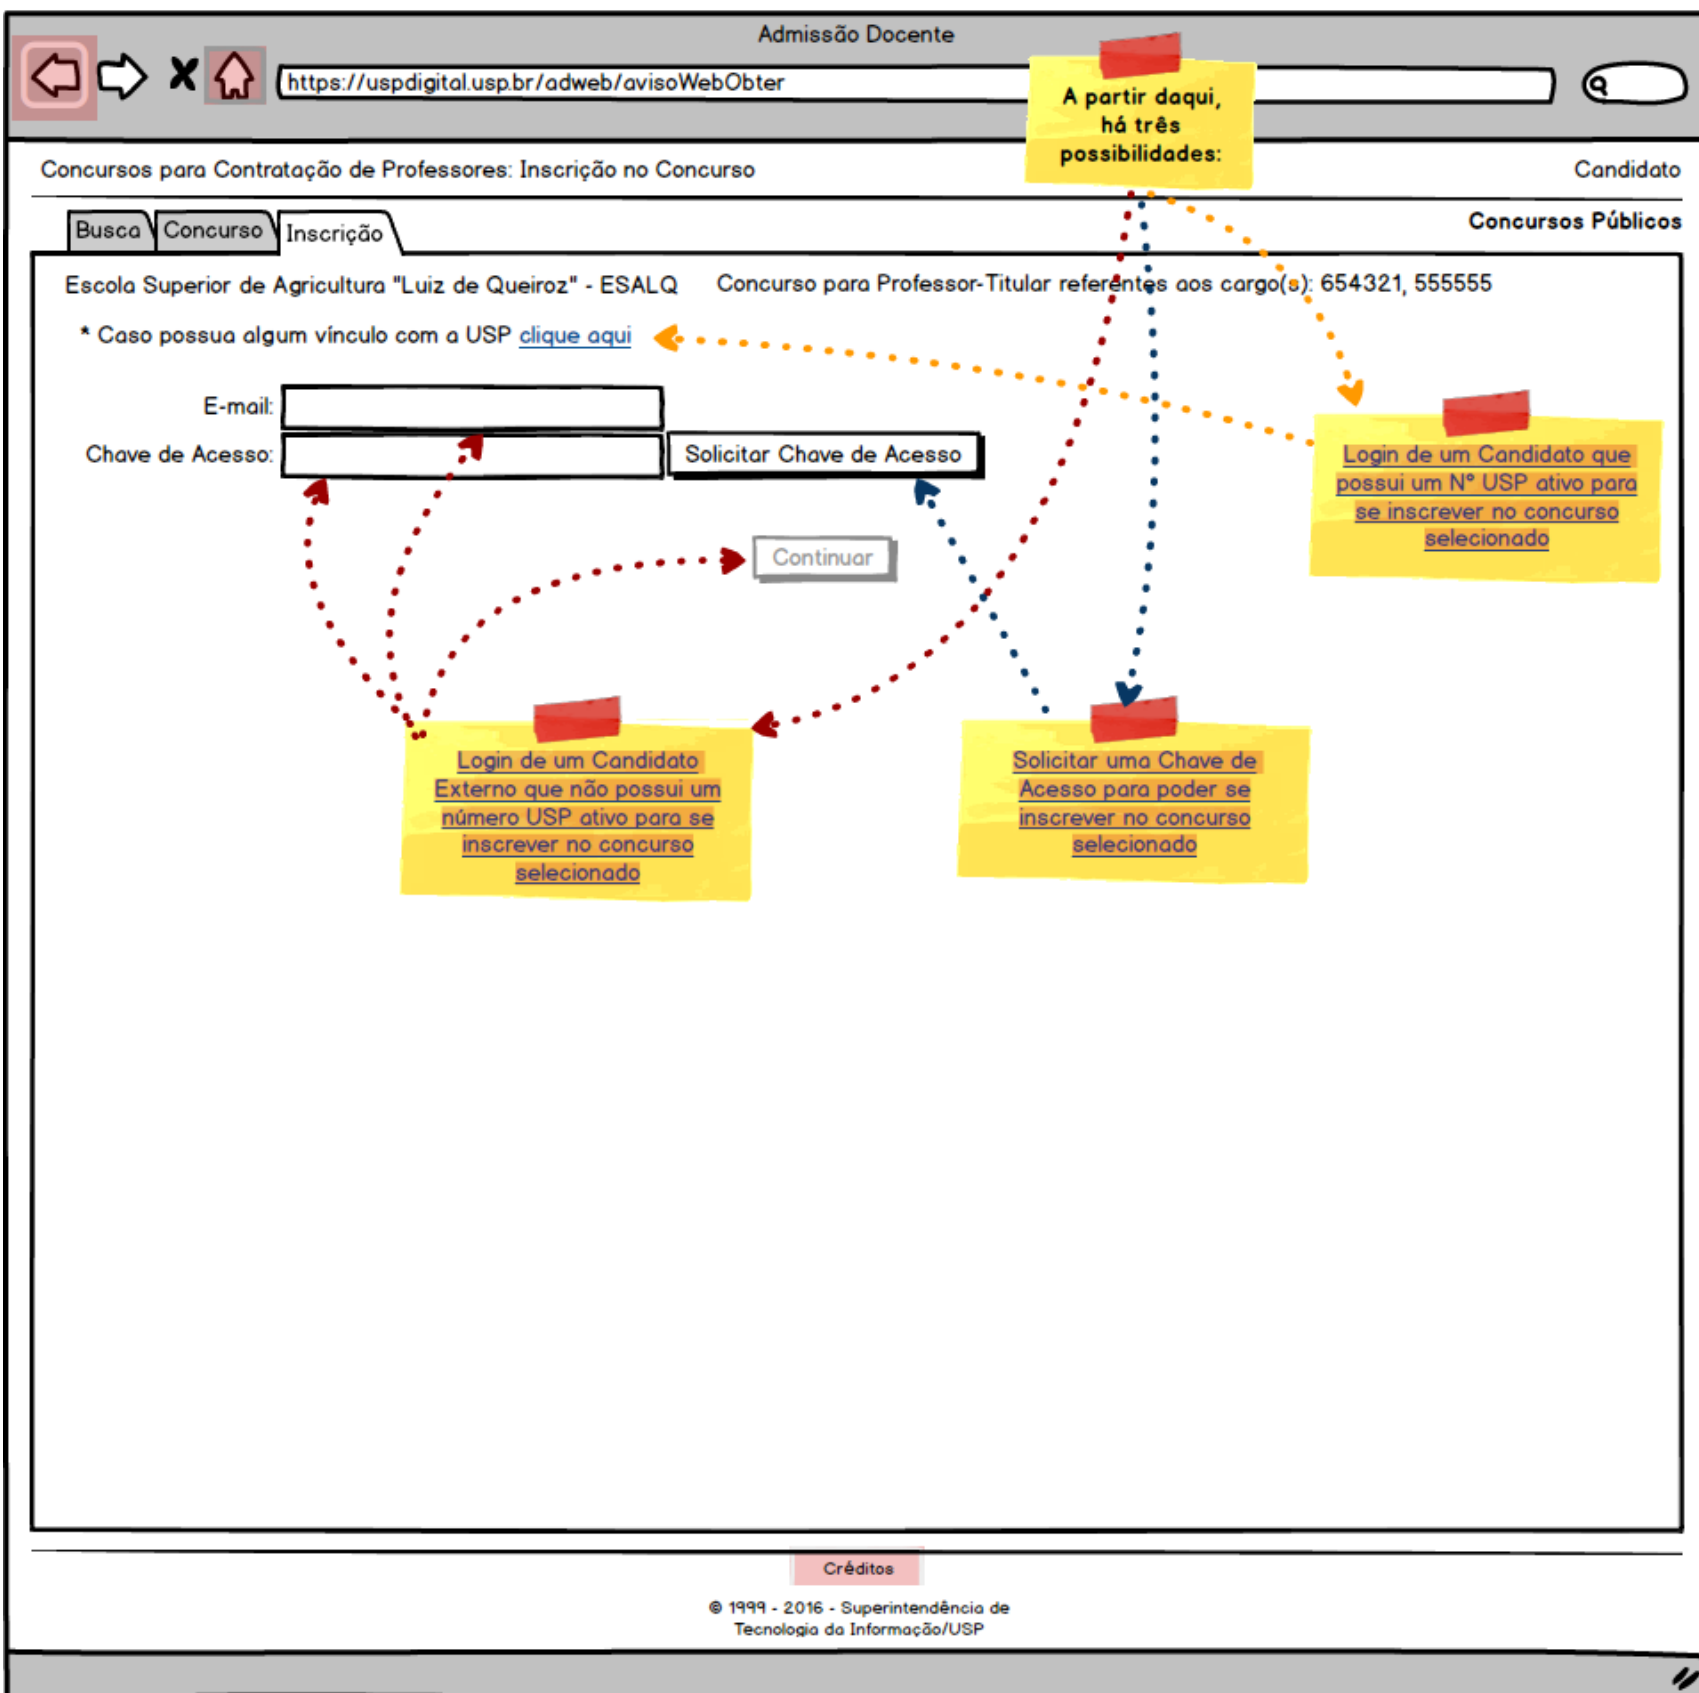 Admissão Docente
https://uspdigital.usp.br/adweb/avisoWebObter
A partir daqui,
há três
possibilidades:
Concursos para Contratação de Professores: Inscrição no Concurso
Candidato
Busca
Concurso
Inscrição
Concursos Públicos
Escola Superior de Agricultura "Luiz de Queiroz" - ESALQ
Concurso para Professor-Titular referentes aos cargo(s): 654321, 555555
* Caso possua algum vínculo com a USP clique aqui
E-mail:
Chave de Acesso:
Solicitar Chave de Acesso
Login de um Candidato que
possui um N° USP ativo para
se inscrever no concurso
selecionado
Continuar
Login de um Candidato
Externo que não possui um
número USP ativo para se
inscrever no concurso
selecionado
Solicitar uma Chave de
Acesso para poder se
inscrever no concurso
selecionado
Créditos
© 1999 - 2016 - Superintendência de
Tecnologia da Informação/USP